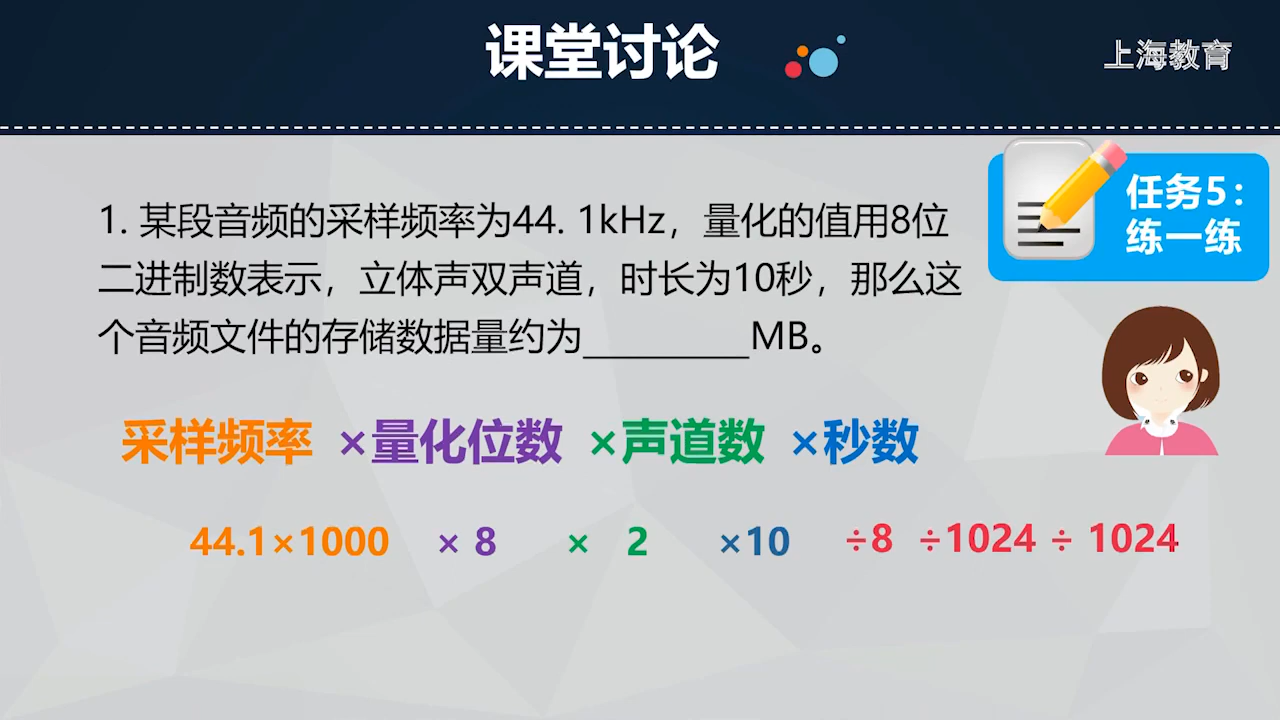 课堂讨论
上海教育
任务5：
练一练
1. 某段音频的采样频率为44. 1kHz，量化的值用8位
二进制数表示，立体声双声道，时长为10秒，那么这
个音频文件的存储数据量约为_________MB。
采样频率 ×量化位数 ×声道数 ×秒数
44.1×1000 × 8 × 2 ×10 ÷8 ÷1024 ÷ 1024